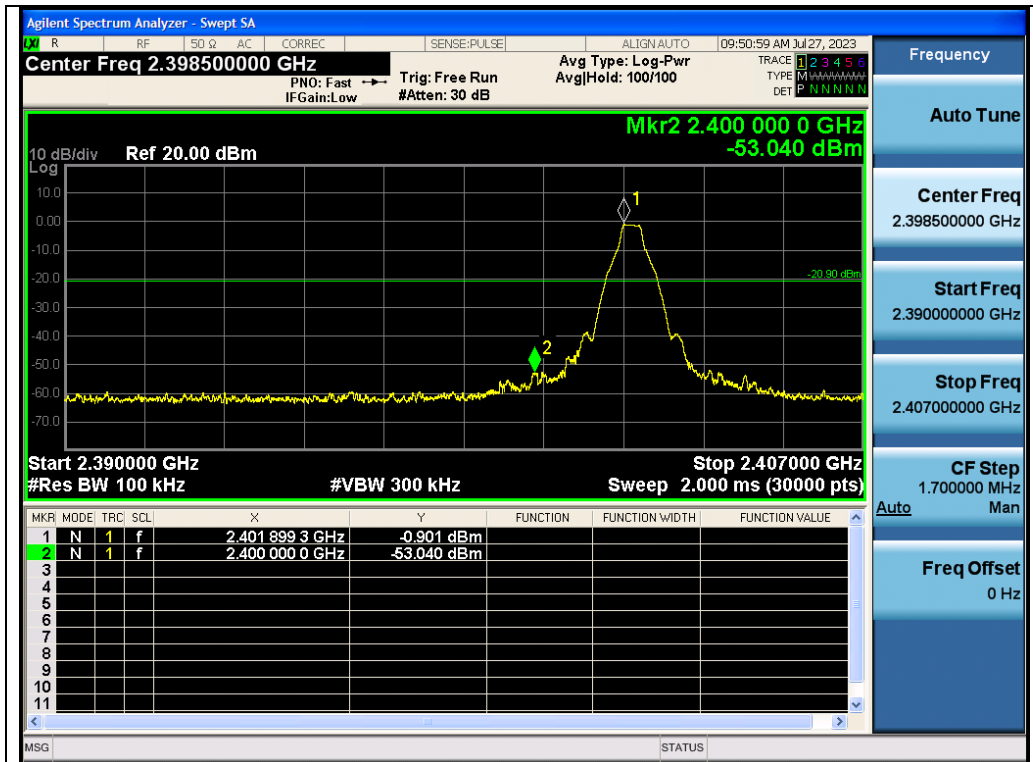 Agilent Spectrum Analyzer - Swept SA
LXI R RF 50 Ω AC CORREC SENSE:PULSE ALIGN AUTO 09:50:59 AM Jul 27, 2023
Center Freq 2.398500000 GHz
PNO: Fast
IFGain:Low
Trig: Free Run
#Atten: 30 dB
Avg Type: Log-Pwr
Avg|Hold: 100/100
TRACE 1 2 3 4 5 6
TYPE M WWWWW
DET P N N N N N
Mkr2 2.400 000 0 GHz
-53.040 dBm
10 dB/div Ref 20.00 dBm
Log
10.0
0.00
-10.0
-20.0
-30.0
-40.0
-50.0
-60.0
-70.0
1
-20.90 dBm
2
Start 2.390000 GHz Stop 2.407000 GHz
#Res BW 100 kHz #VBW 300 kHz Sweep 2.000 ms (30000 pts)
MKR MODE TRC SCL X Y FUNCTION FUNCTION WIDTH FUNCTION VALUE
1 N 1 f 2.401 899 3 GHz -0.901 dBm
2 N 1 f 2.400 000 0 GHz -53.040 dBm
3
4
5
6
7
8
9
10
11
MSG STATUS
Frequency
Auto Tune
Center Freq
2.398500000 GHz
Start Freq
2.390000000 GHz
Stop Freq
2.407000000 GHz
CF Step
1.700000 MHz
Auto Man
Freq Offset
0 Hz